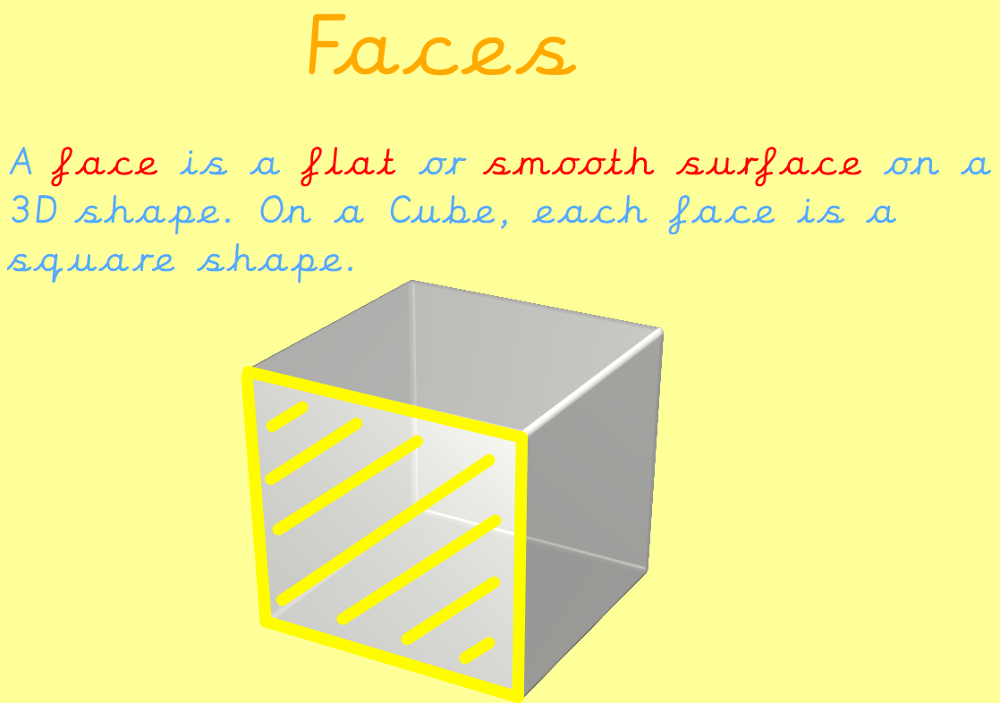 Faces
A face is a flat or smooth surface on a
3D shape. On a Cube, each face is a
square shape.